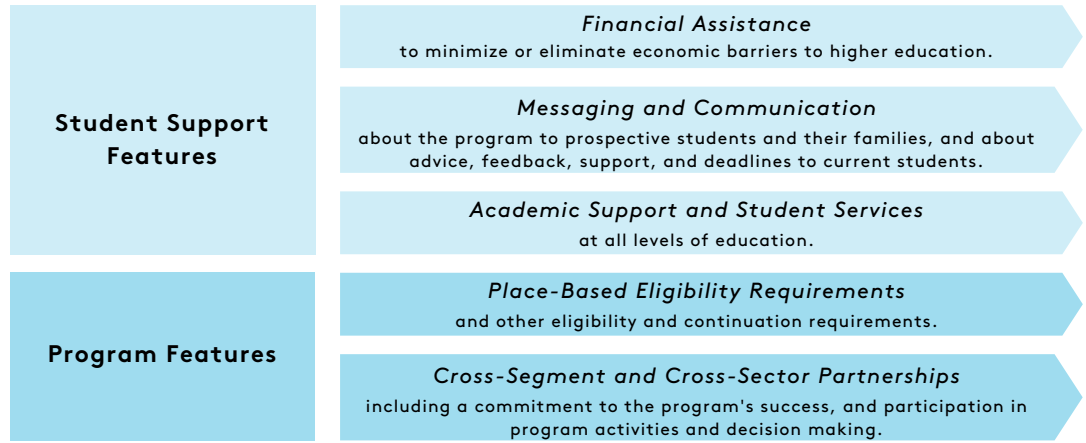 Student Support
Features
Financial Assistance
to minimize or eliminate economic barriers to higher education.
Messaging and Communication
about the program to prospective students and their families, and about
advice, feedback, support, and deadlines to current students.
Academic Support and Student Services
at all levels of education.
Program Features
Place-Based Eligibility Requirements
and other eligibility and continuation requirements.
Cross-Segment and Cross-Sector Partnerships
including a commitment to the program's success, and participation in
program activities and decision making.